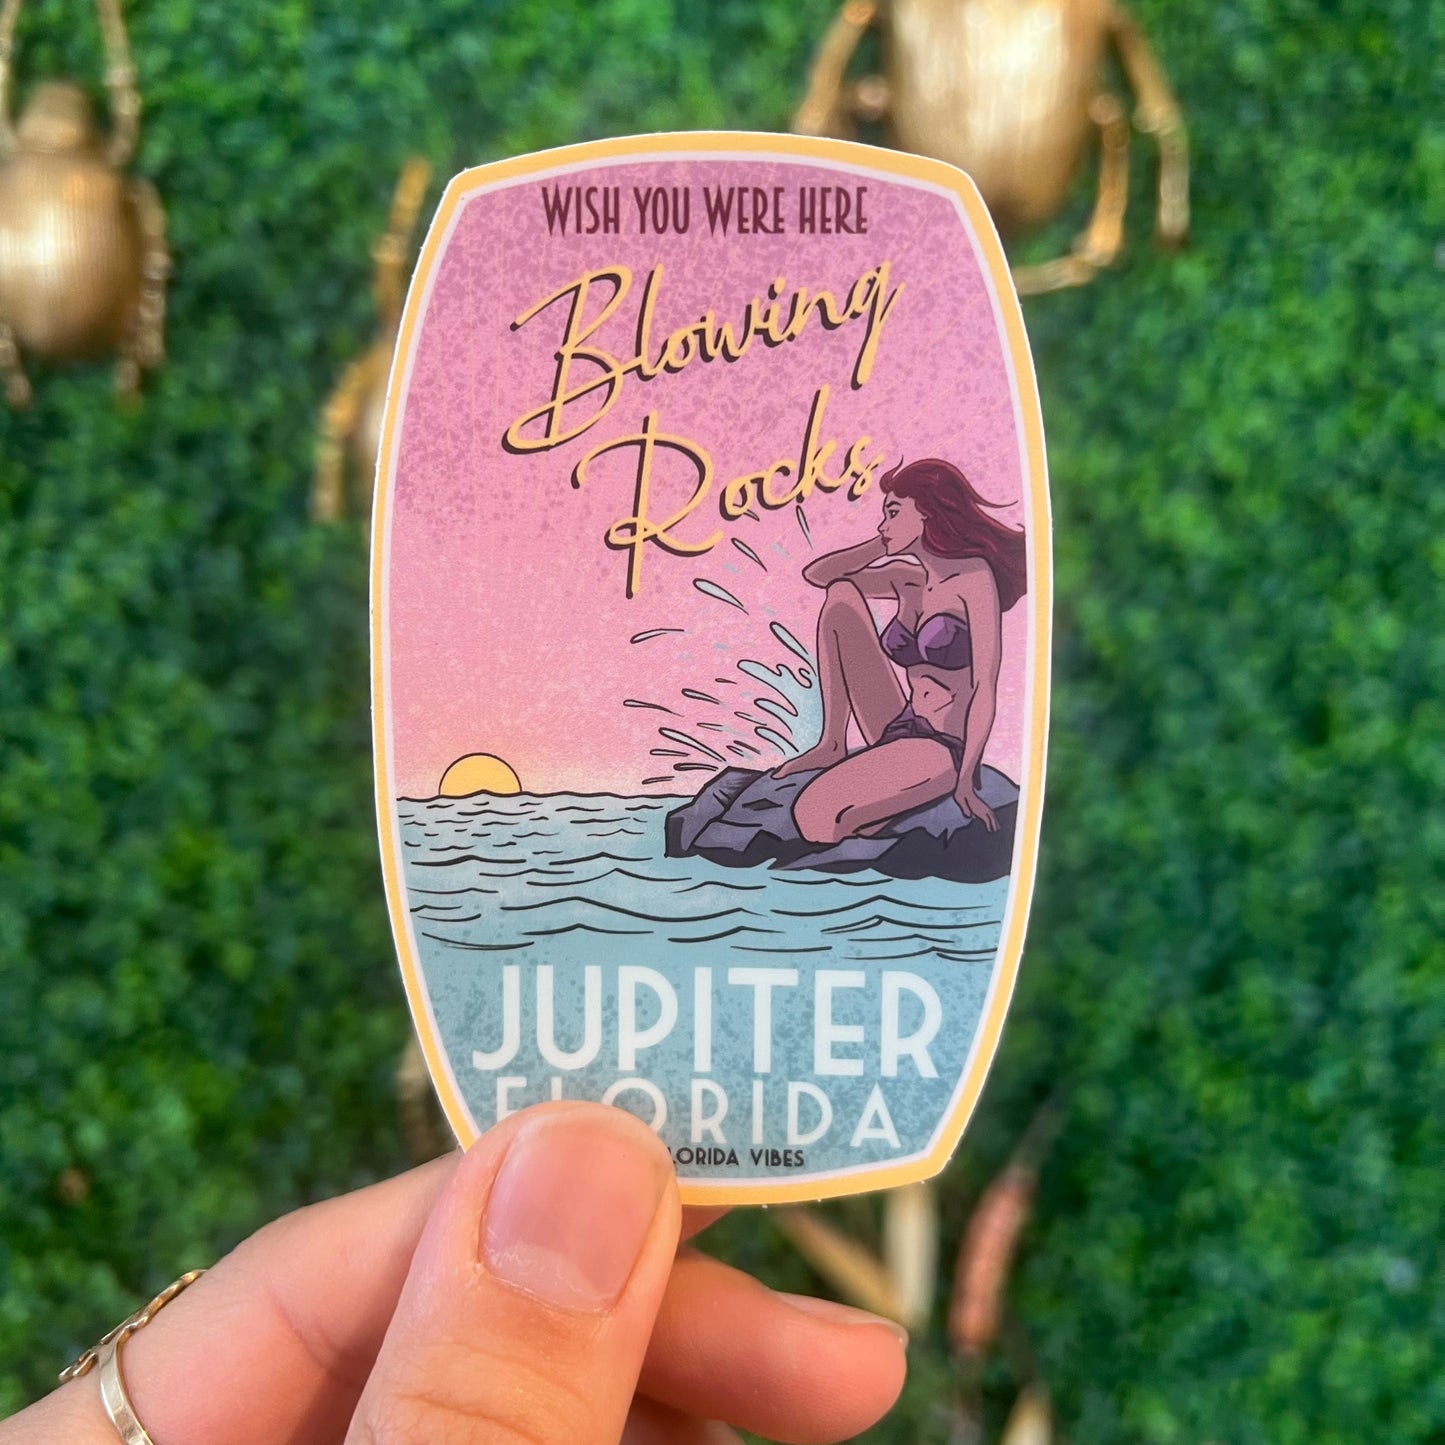 WISH YOU WERE HERE
Blowing
Rocks
JUPITER
FLORIDA
VIBES